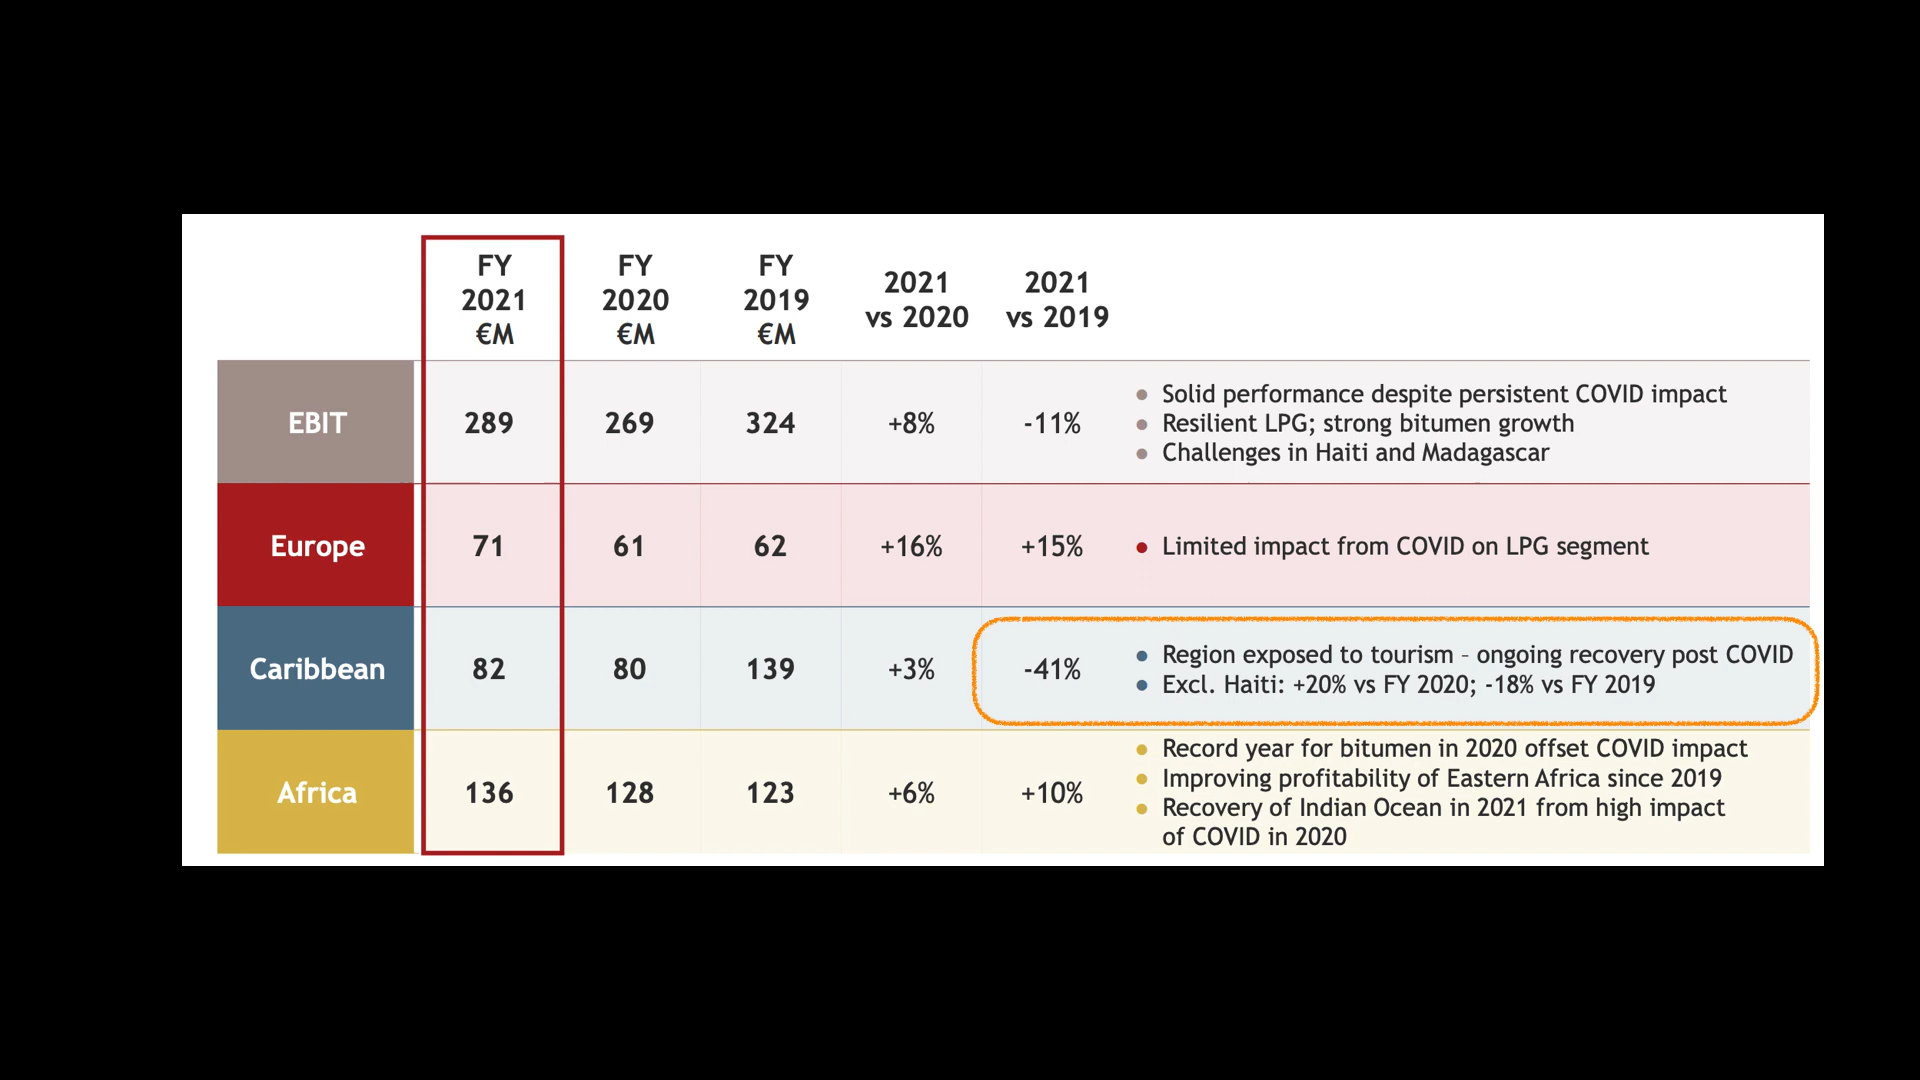 FY
2021
€M
FY
2020
€M
FY
2019
€M
2021
vs 2020
2021
vs 2019
EBIT
289
269
324
+8%
-11%
● Solid performance despite persistent COVID impact
● Resilient LPG; strong bitumen growth
● Challenges in Haiti and Madagascar
Europe
71
61
62
+16%
+15%
● Limited impact from COVID on LPG segment
Caribbean
82
80
139
+3%
-41%
● Region exposed to tourism – ongoing recovery post COVID
● Excl. Haiti: +20% vs FY 2020; -18% vs FY 2019
Africa
136
128
123
+6%
+10%
● Record year for bitumen in 2020 offset COVID impact
● Improving profitability of Eastern Africa since 2019
● Recovery of Indian Ocean in 2021 from high impact
of COVID in 2020